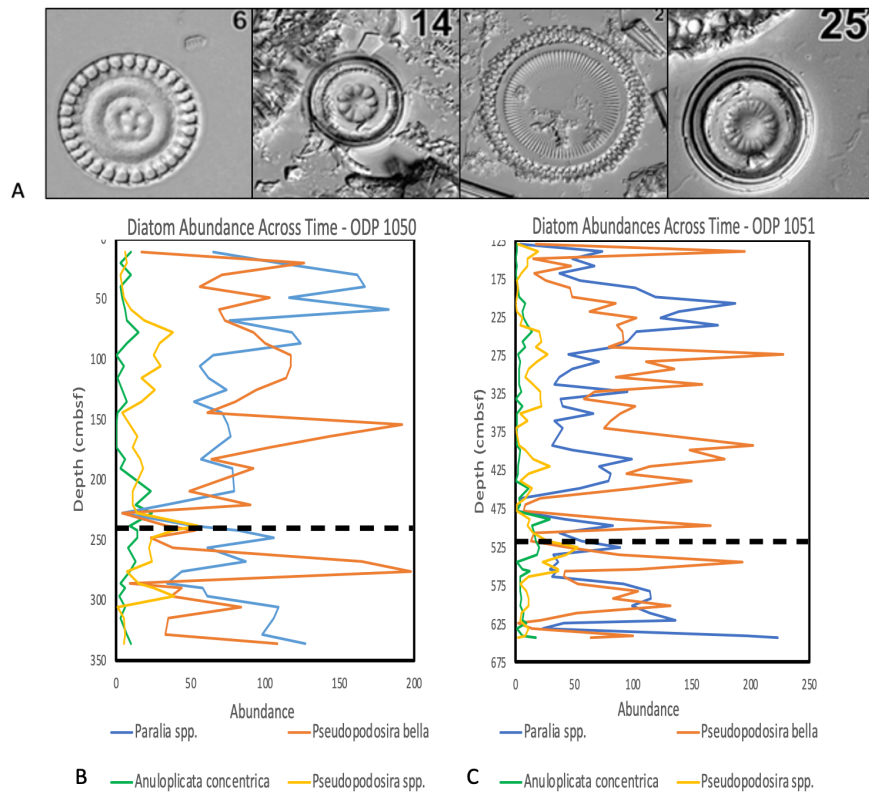 6
14
2
25
A
Diatom Abundance Across Time - ODP 1050
0
50
100
150
200
250
300
350
Depth (cmbsf)
0
50
100
150
200
Abundance
Paralia spp.
Pseudopodosira bella
Anuloplicata concentrica
Pseudopodosira spp.
B
Diatom Abundances Across Time - ODP 1051
125
175
225
275
325
375
425
475
525
575
625
675
Depth (cmbsf)
0
50
100
150
200
250
Abundance
Paralia spp.
Pseudopodosira bella
Anuloplicata concentrica
Pseudopodosira spp.
C